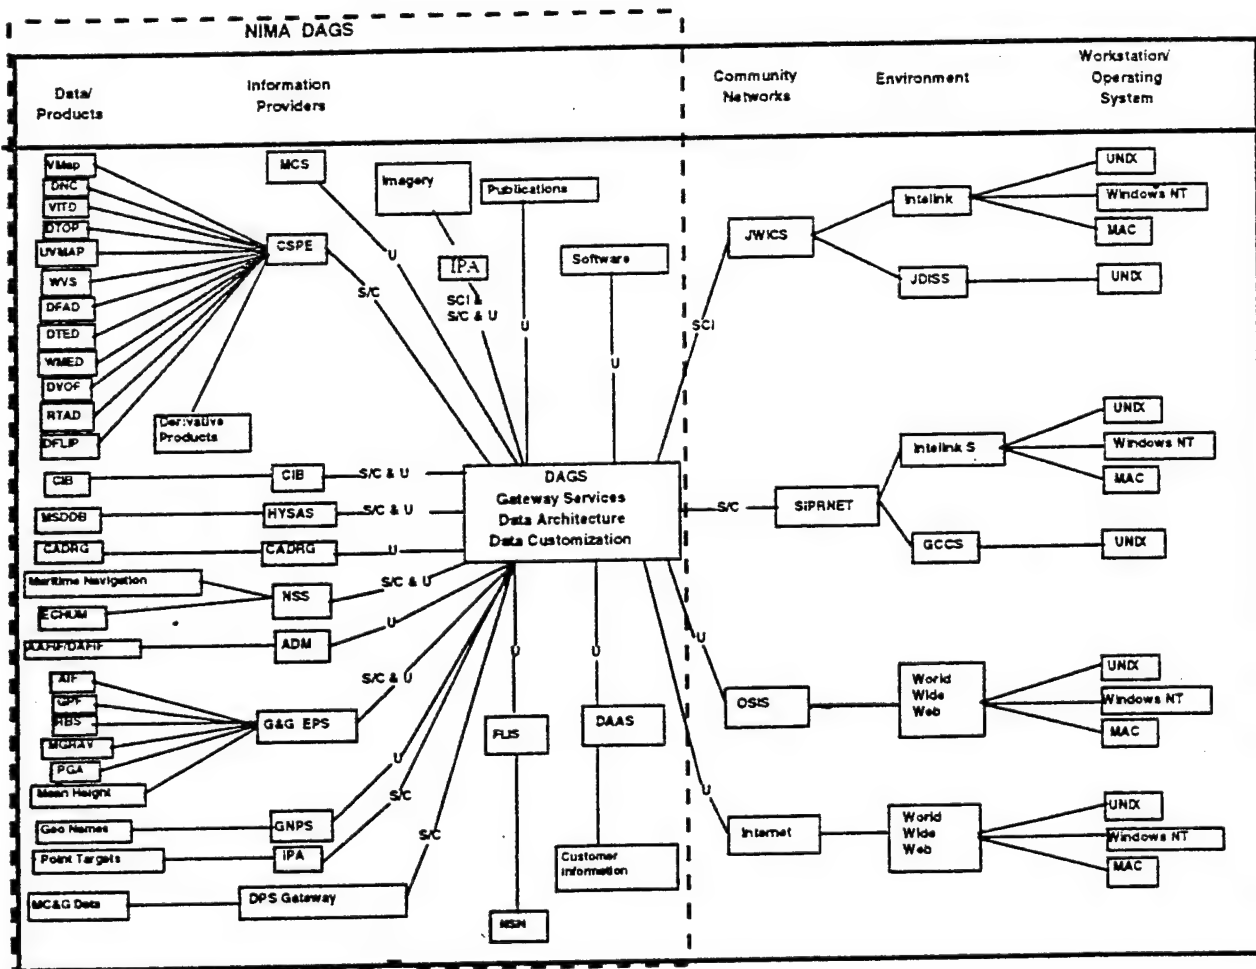 NIMA DAGS
Data/
Products
Information
Providers
Community
Networks
Environment
Workstation/
Operating
System
VMap
DNC
VITD
DTOP
UVMAP
WVS
DFAD
DTED
WMED
DVOF
RTAD
DFLIP
Derivative
Products
MCS
CSPE
Imagery
IPA
Publications
Software
U
S/C
SCI &
S/C & U
U
U
CIB
CIB
S/C & U
MSDDB
HYSAS
S/C & U
CADRG
CADRG
U
Maritime Navigation
ECHUM
NSS
S/C & U
AAFIF/DAFIF
ADM
U
AIF
GPF
RBS
MGRAV
PGA
Mean Height
G&G EPS
S/C & U
Geo Names
GNPS
U
Point Targets
IPA
S/C
MC&G Data
DPS Gateway
S/C
DAGS
Gateway Services
Data Architecture
Data Customization
U
FLIS
NSN
U
DAAS
Customer
Information
SCI
JWICS
Intelink
UNIX
Windows NT
MAC
JDISS
UNIX
S/C
SIPRNET
Intelink S
UNIX
Windows NT
MAC
GCCS
UNIX
U
OSIS
World
Wide
Web
UNIX
Windows NT
MAC
U
Internet
World
Wide
Web
UNIX
Windows NT
MAC